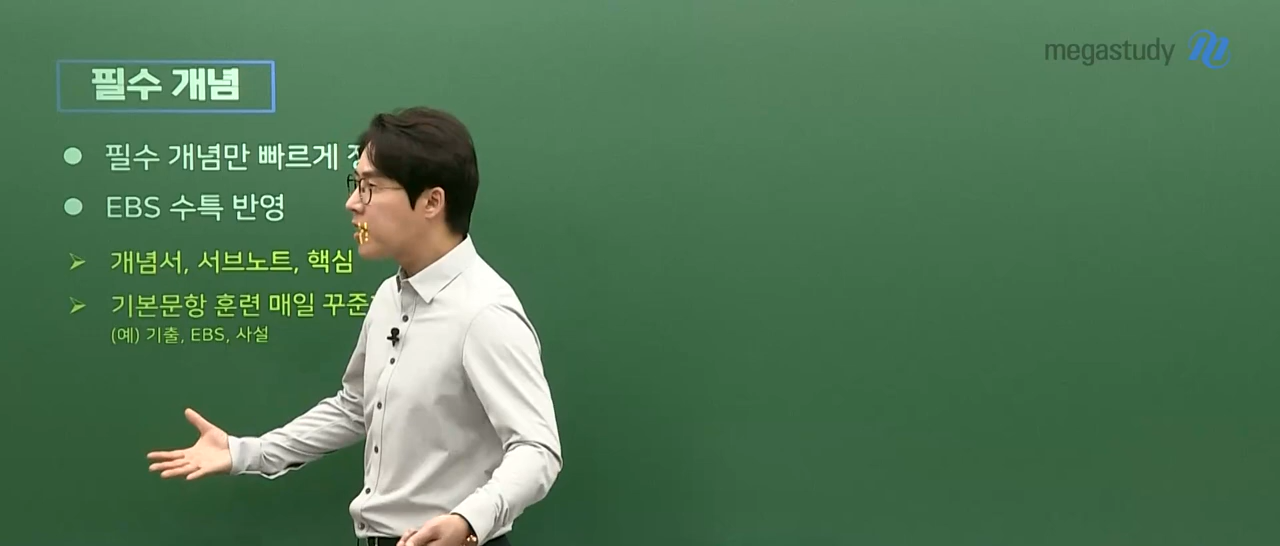 megastudy
필수 개념
필수 개념만 빠르게
EBS 수특 반영
개념서, 서브노트, 핵심
기본문항 훈련 매일
(예) 기출, EBS, 사설